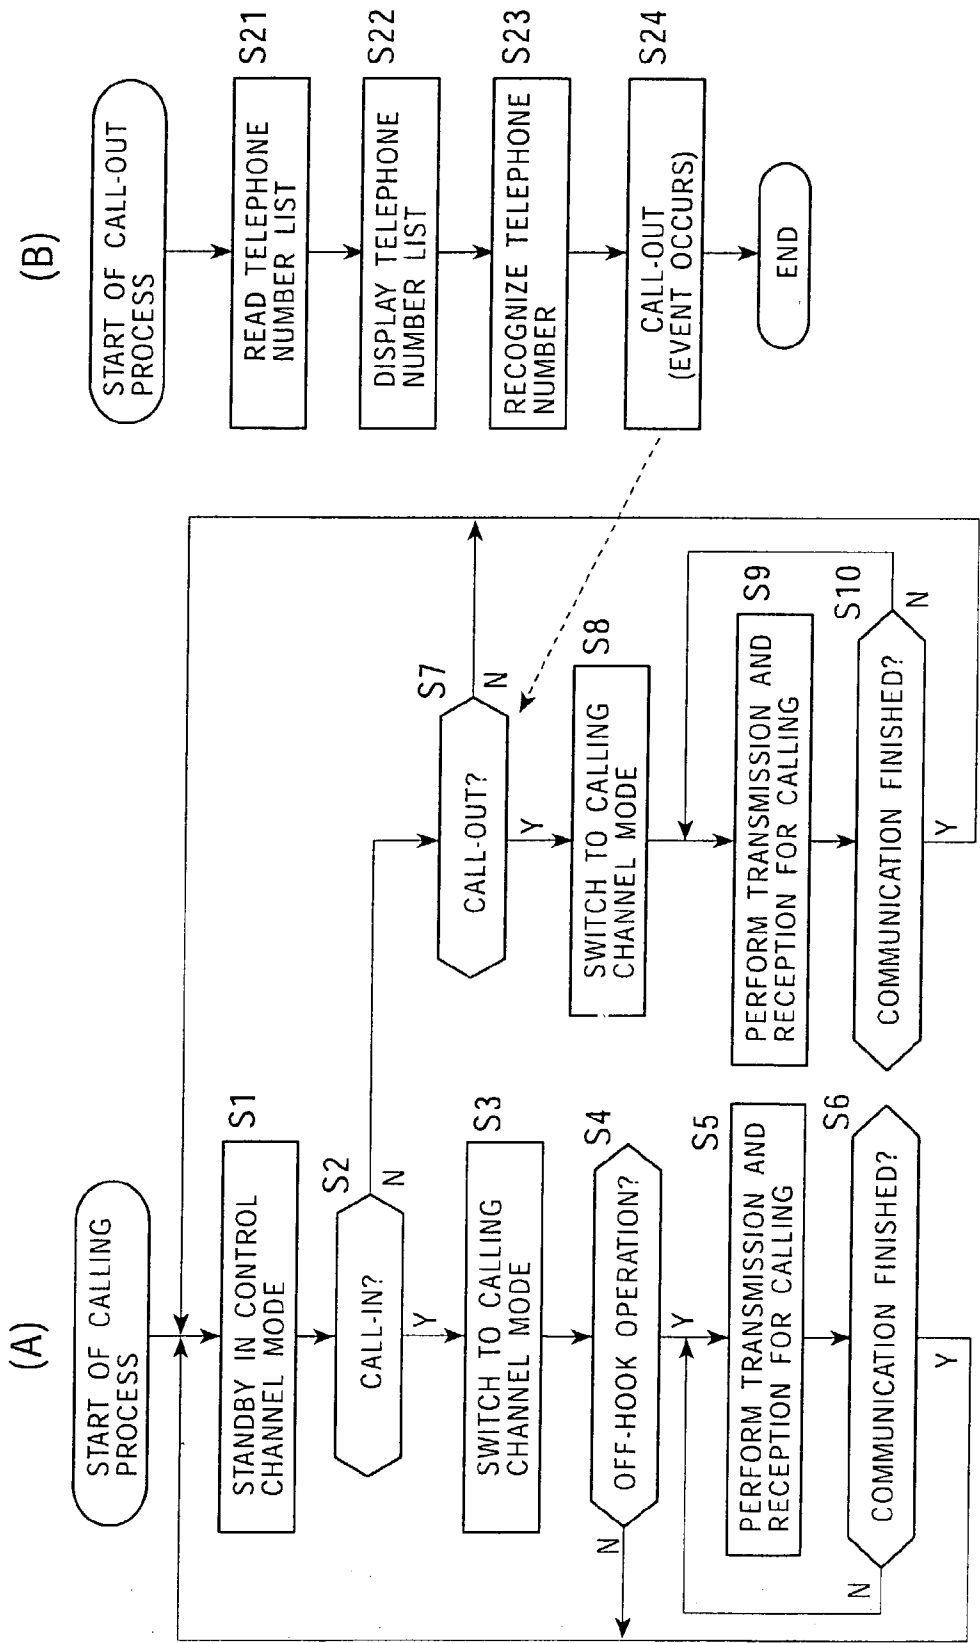 (A)
START OF CALLING
PROCESS
S1
STANDBY IN CONTROL
CHANNEL MODE
S2
CALL-IN?
N
Y
S3
SWITCH TO CALLING
CHANNEL MODE
S4
OFF-HOOK OPERATION?
N
Y
S5
PERFORM TRANSMISSION AND
RECEPTION FOR CALLING
S6
COMMUNICATION FINISHED?
N
Y
S7
CALL-OUT?
N
Y
S8
SWITCH TO CALLING
CHANNEL MODE
S9
PERFORM TRANSMISSION AND
RECEPTION FOR CALLING
S10
COMMUNICATION FINISHED?
N
Y
(B)
START OF CALL-OUT
PROCESS
S21
READ TELEPHONE
NUMBER LIST
S22
DISPLAY TELEPHONE
NUMBER LIST
S23
RECOGNIZE TELEPHONE
NUMBER
S24
CALL-OUT
(EVENT OCCURS)
END